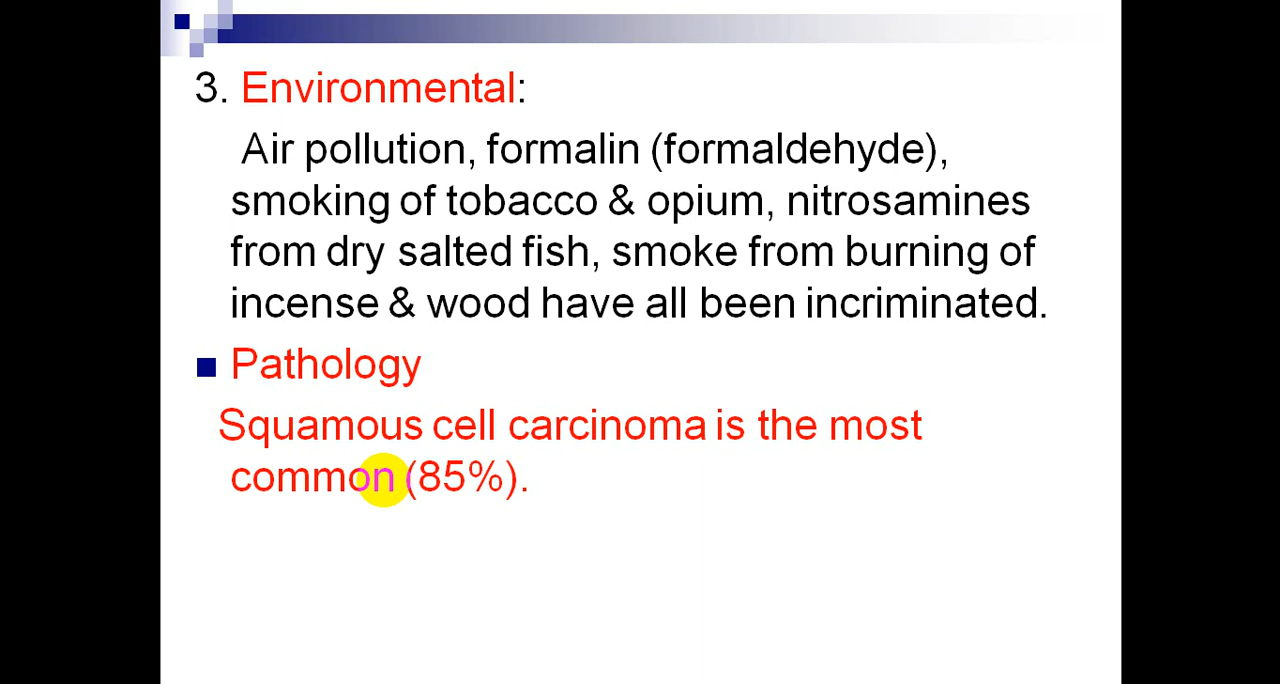 3. Environmental:
Air pollution, formalin (formaldehyde),
smoking of tobacco & opium, nitrosamines
from dry salted fish, smoke from burning of
incense & wood have all been incriminated.
Pathology
Squamous cell carcinoma is the most
common (85%).